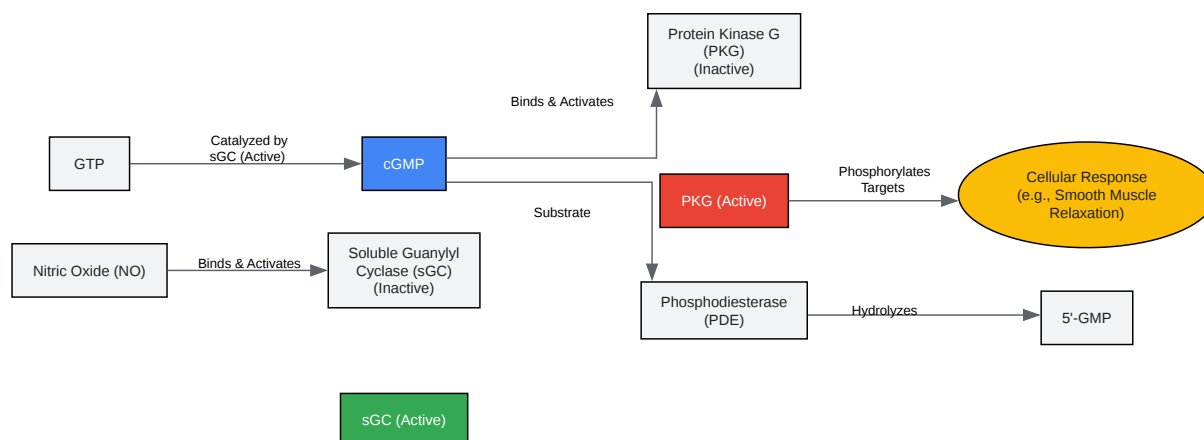 Protein Kinase G
(PKG)
(Inactive)
Binds & Activates
GTP
Catalyzed by
sGC (Active)
cGMP
Substrate
PKG (Active)
Phosphorylates
Targets
Cellular Response
(e.g., Smooth Muscle
Relaxation)
Nitric Oxide (NO)
Binds & Activates
Soluble Guanylyl
Cyclase (sGC)
(Inactive)
Phosphodiesterase
(PDE)
Hydrolyzes
5'-GMP
sGC (Active)